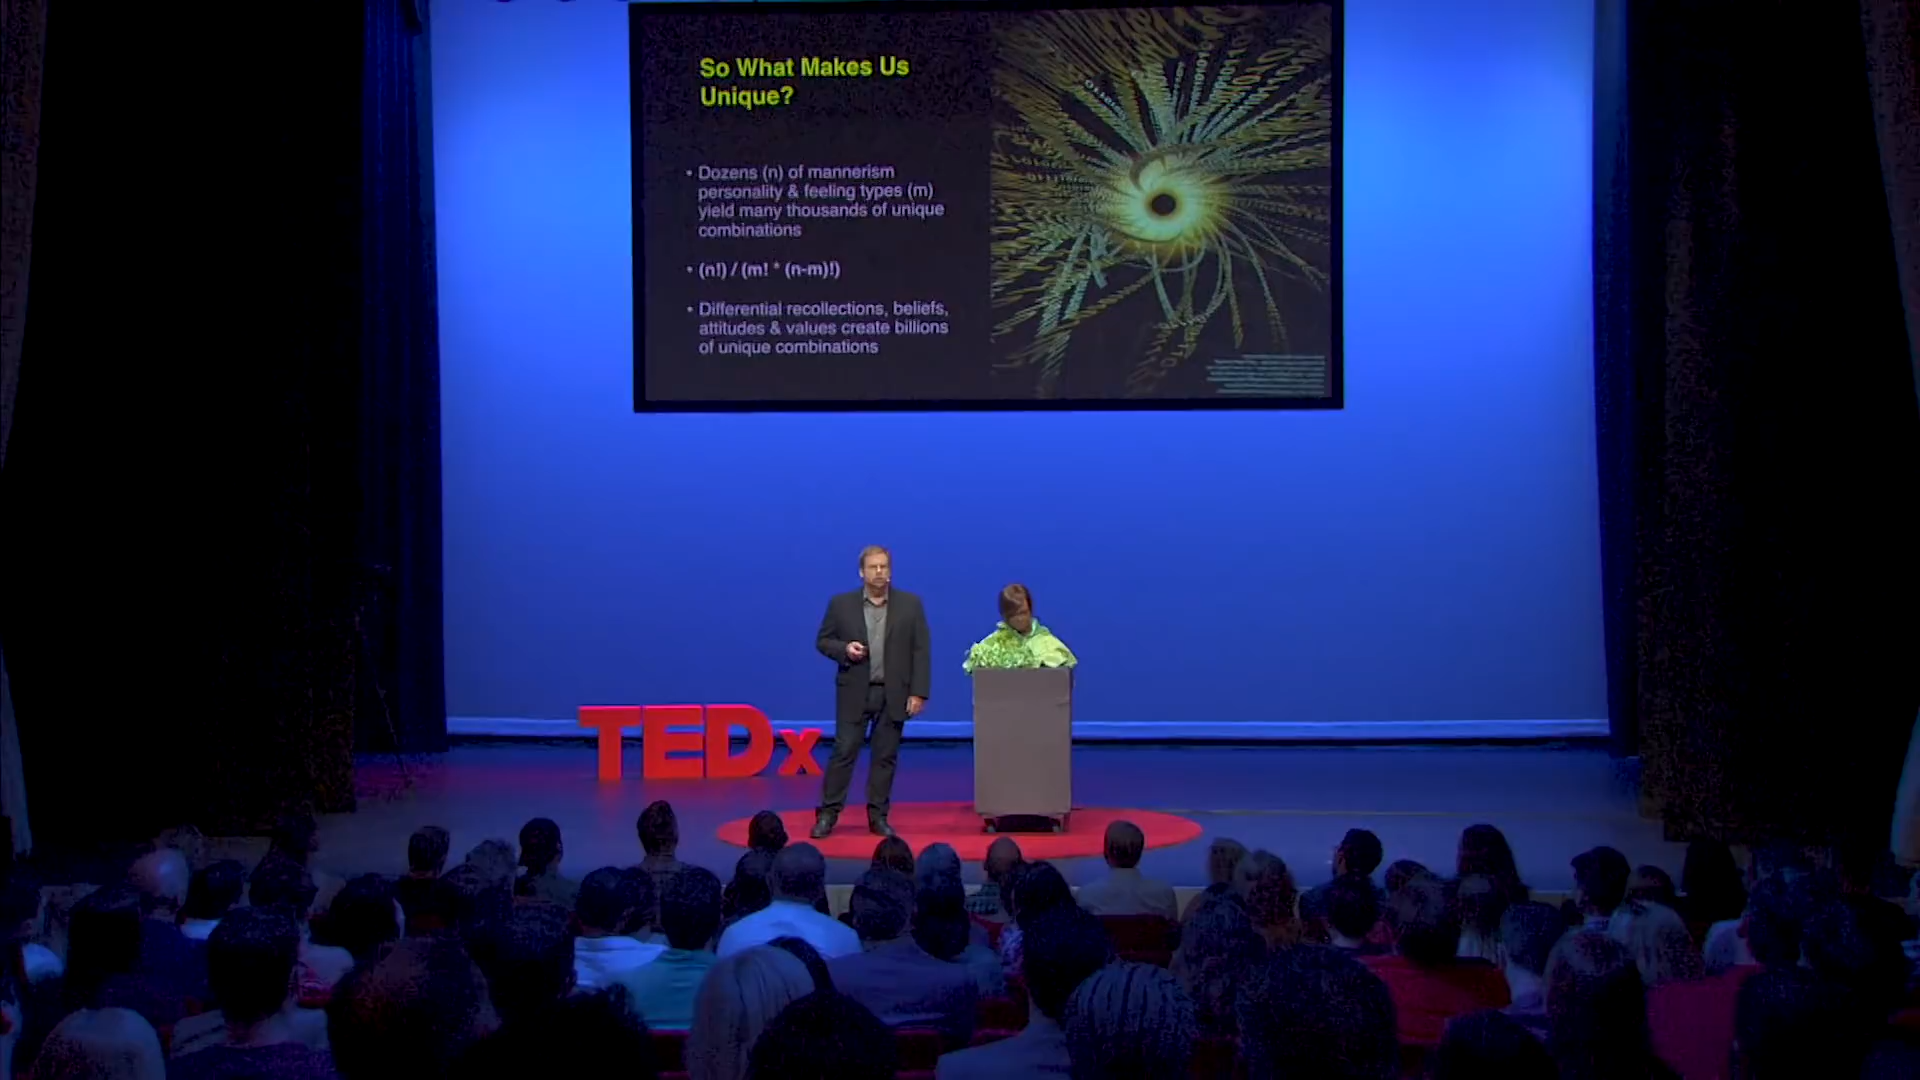 So What Makes Us
Unique?
• Dozens (n) of mannerism
personality & feeling types (m)
yield many thousands of unique
combinations
• (n!) / (m! * (n-m)!)
• Differential recollections, beliefs,
attitudes & values create billions
of unique combinations
TEDx